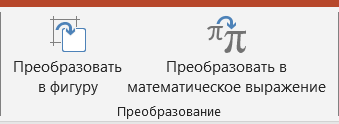 Преобразовать
в фигуру
Преобразовать в
математическое выражение
Преобразование